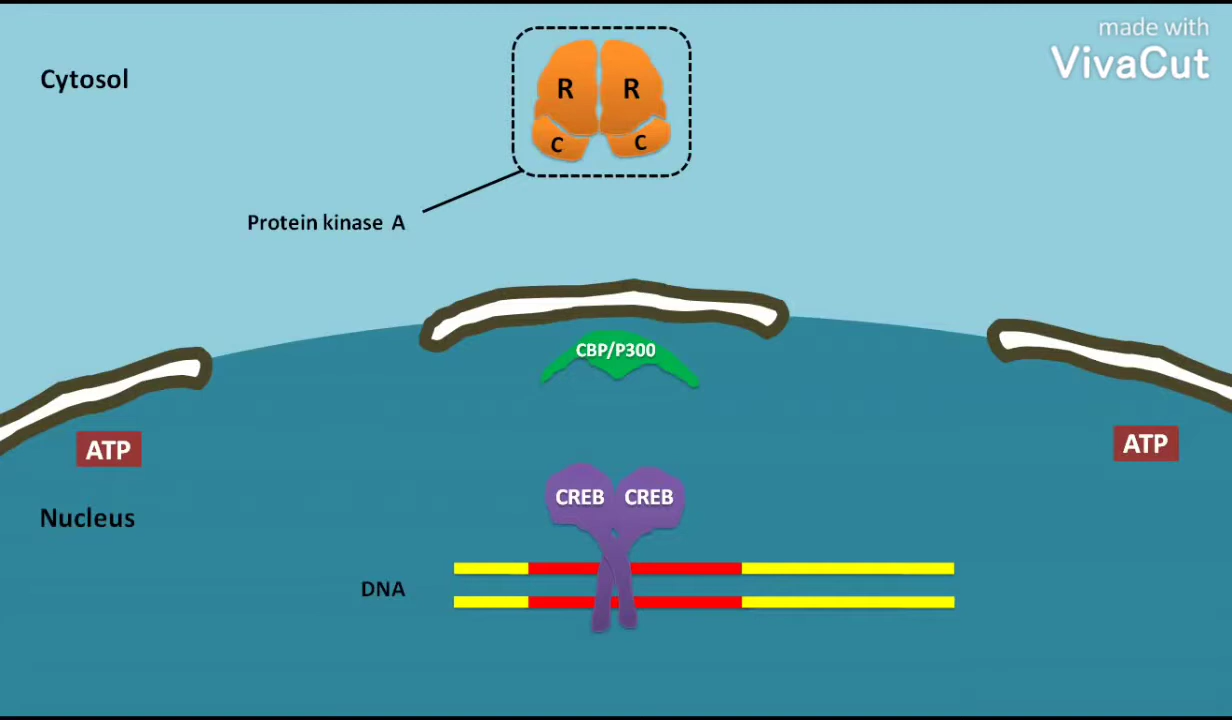 made with
VivaCut
Cytosol
R R
C C
Protein kinase A
CBP/P300
ATP
ATP
CREB CREB
Nucleus
DNA